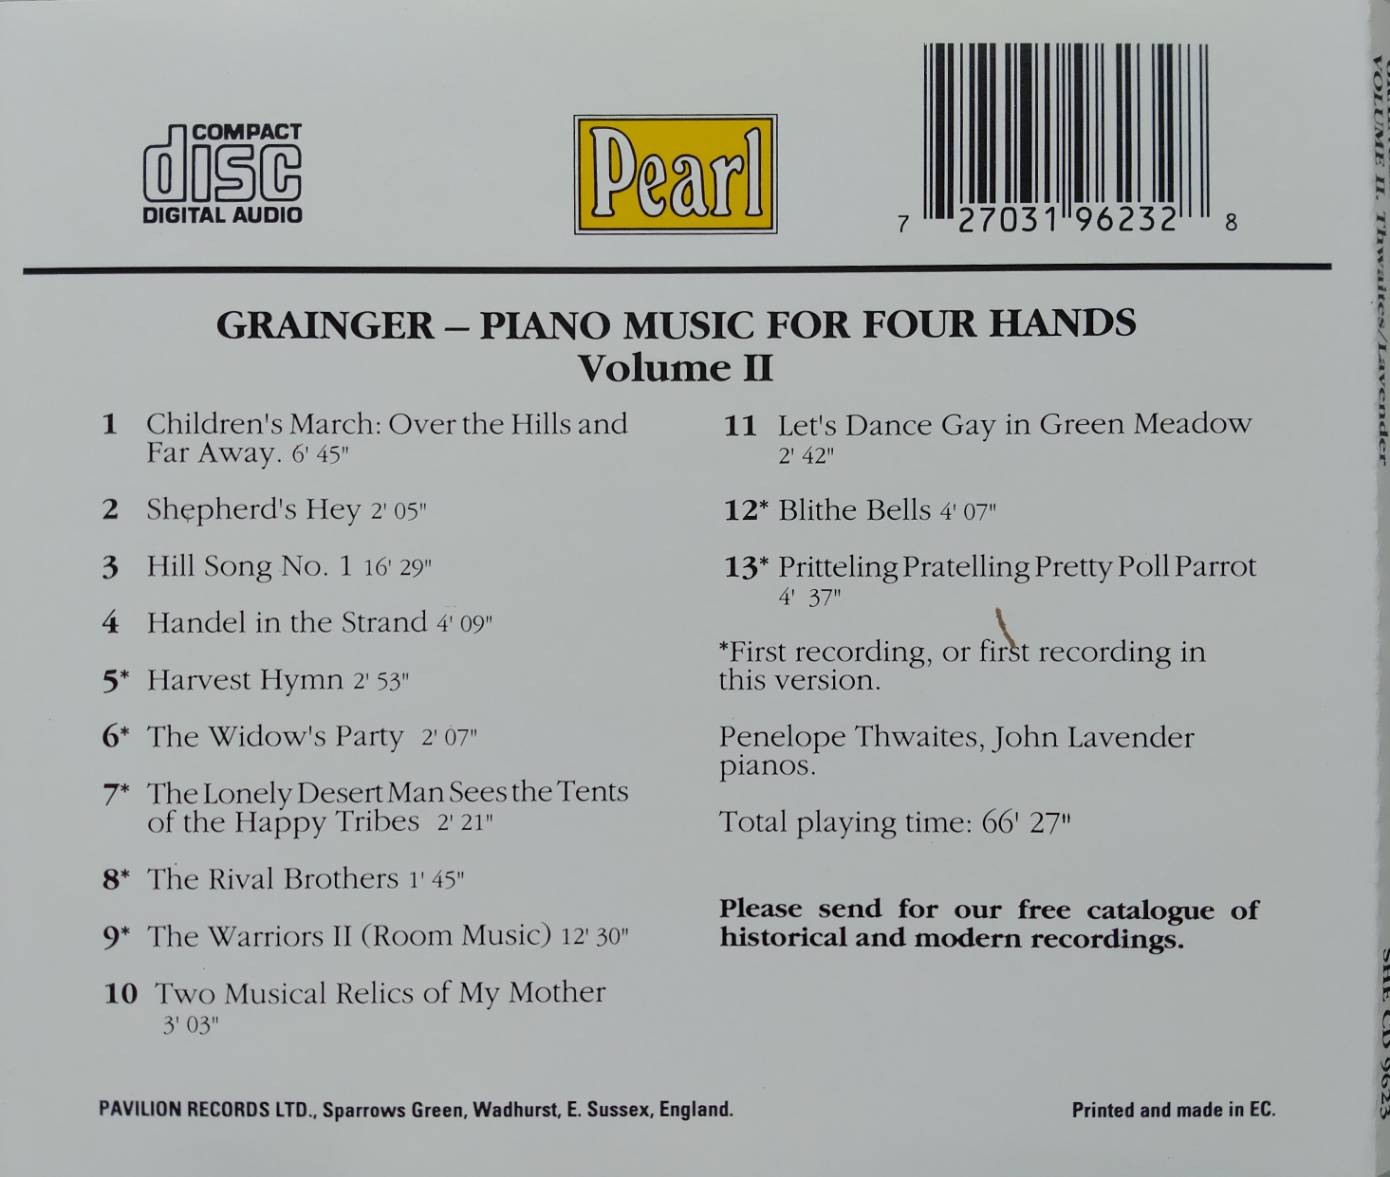 COMPACT
disc
DIGITAL AUDIO
Pearl
7 27031 96232 8
GRAINGER – PIANO MUSIC FOR FOUR HANDS
Volume II
1 Children's March: Over the Hills and
Far Away. 6' 45"
2 Shepherd's Hey 2' 05"
3 Hill Song No. 1 16' 29"
4 Handel in the Strand 4' 09"
5* Harvest Hymn 2' 53"
6* The Widow's Party 2' 07"
7* The Lonely Desert Man Sees the Tents
of the Happy Tribes 2' 21"
8* The Rival Brothers 1' 45"
9* The Warriors II (Room Music) 12' 30"
10 Two Musical Relics of My Mother
3' 03"
11 Let's Dance Gay in Green Meadow
2' 42"
12* Blithe Bells 4' 07"
13* Pritteling Pratelling Pretty Poll Parrot
4' 37"
*First recording, or first recording in
this version.
Penelope Thwaites, John Lavender
pianos.
Total playing time: 66' 27"
Please send for our free catalogue of
historical and modern recordings.
PAVILION RECORDS LTD., Sparrows Green, Wadhurst, E. Sussex, England.
Printed and made in EC.
VOLUME II. Thwaites/Lavender
SHE CD 9623